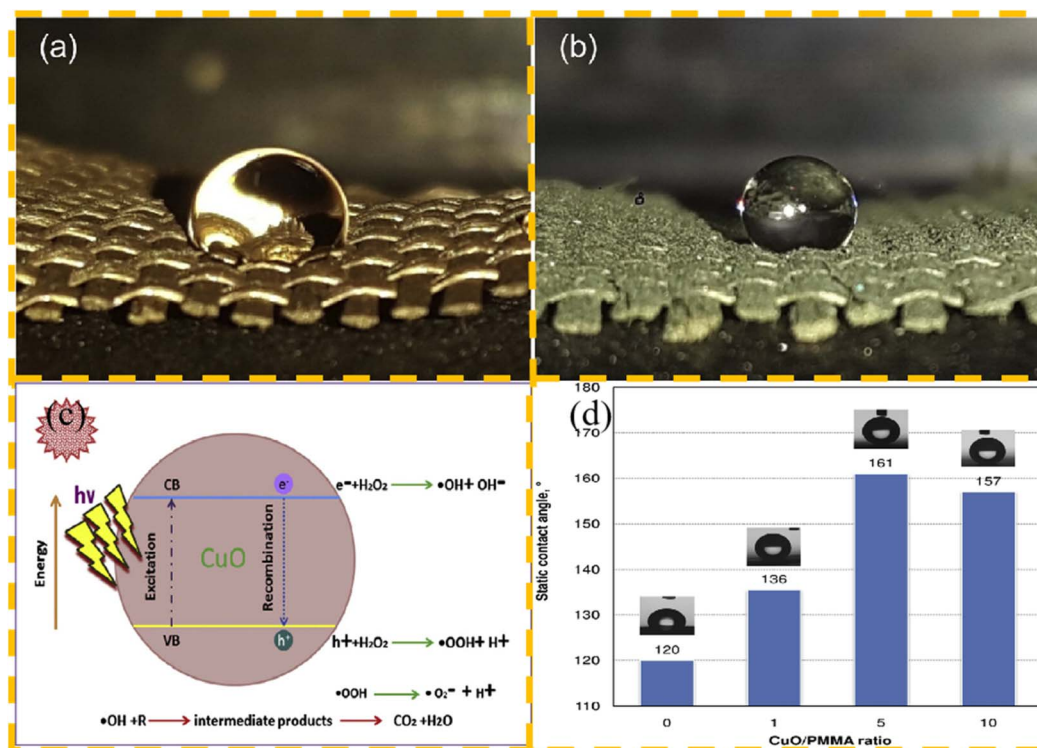 (a)
(b)
(c)
hν
CB
e-
e-+H₂O₂ → •OH+ OH-
Energy
Excitation
CuO
Recombination
VB
h+
h++H₂O₂ → •OOH+ H+
•OOH → • O₂- + H+
•OH +R → intermediate products → CO₂ +H₂O
(d)
Static contact angle, °
180
170
160
150
140
130
120
110
120
136
161
157
0 1 5 10
CuO/PMMA ratio